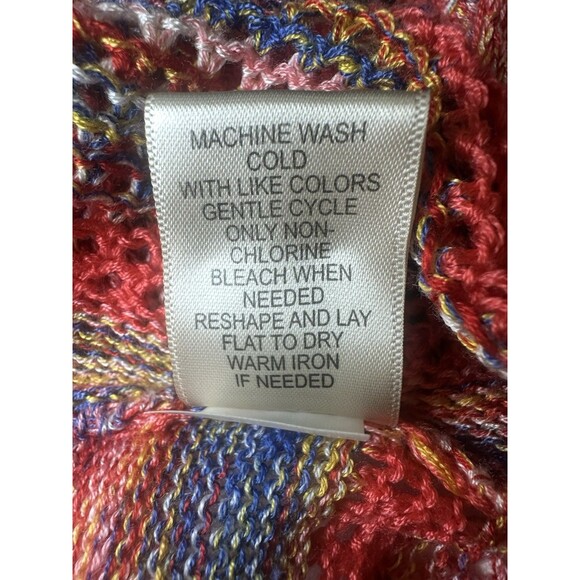 MACHINE WASH
COLD
WITH LIKE COLORS
GENTLE CYCLE
ONLY NON-
CHLORINE
BLEACH WHEN
NEEDED
RESHAPE AND LAY
FLAT TO DRY
WARM IRON
IF NEEDED